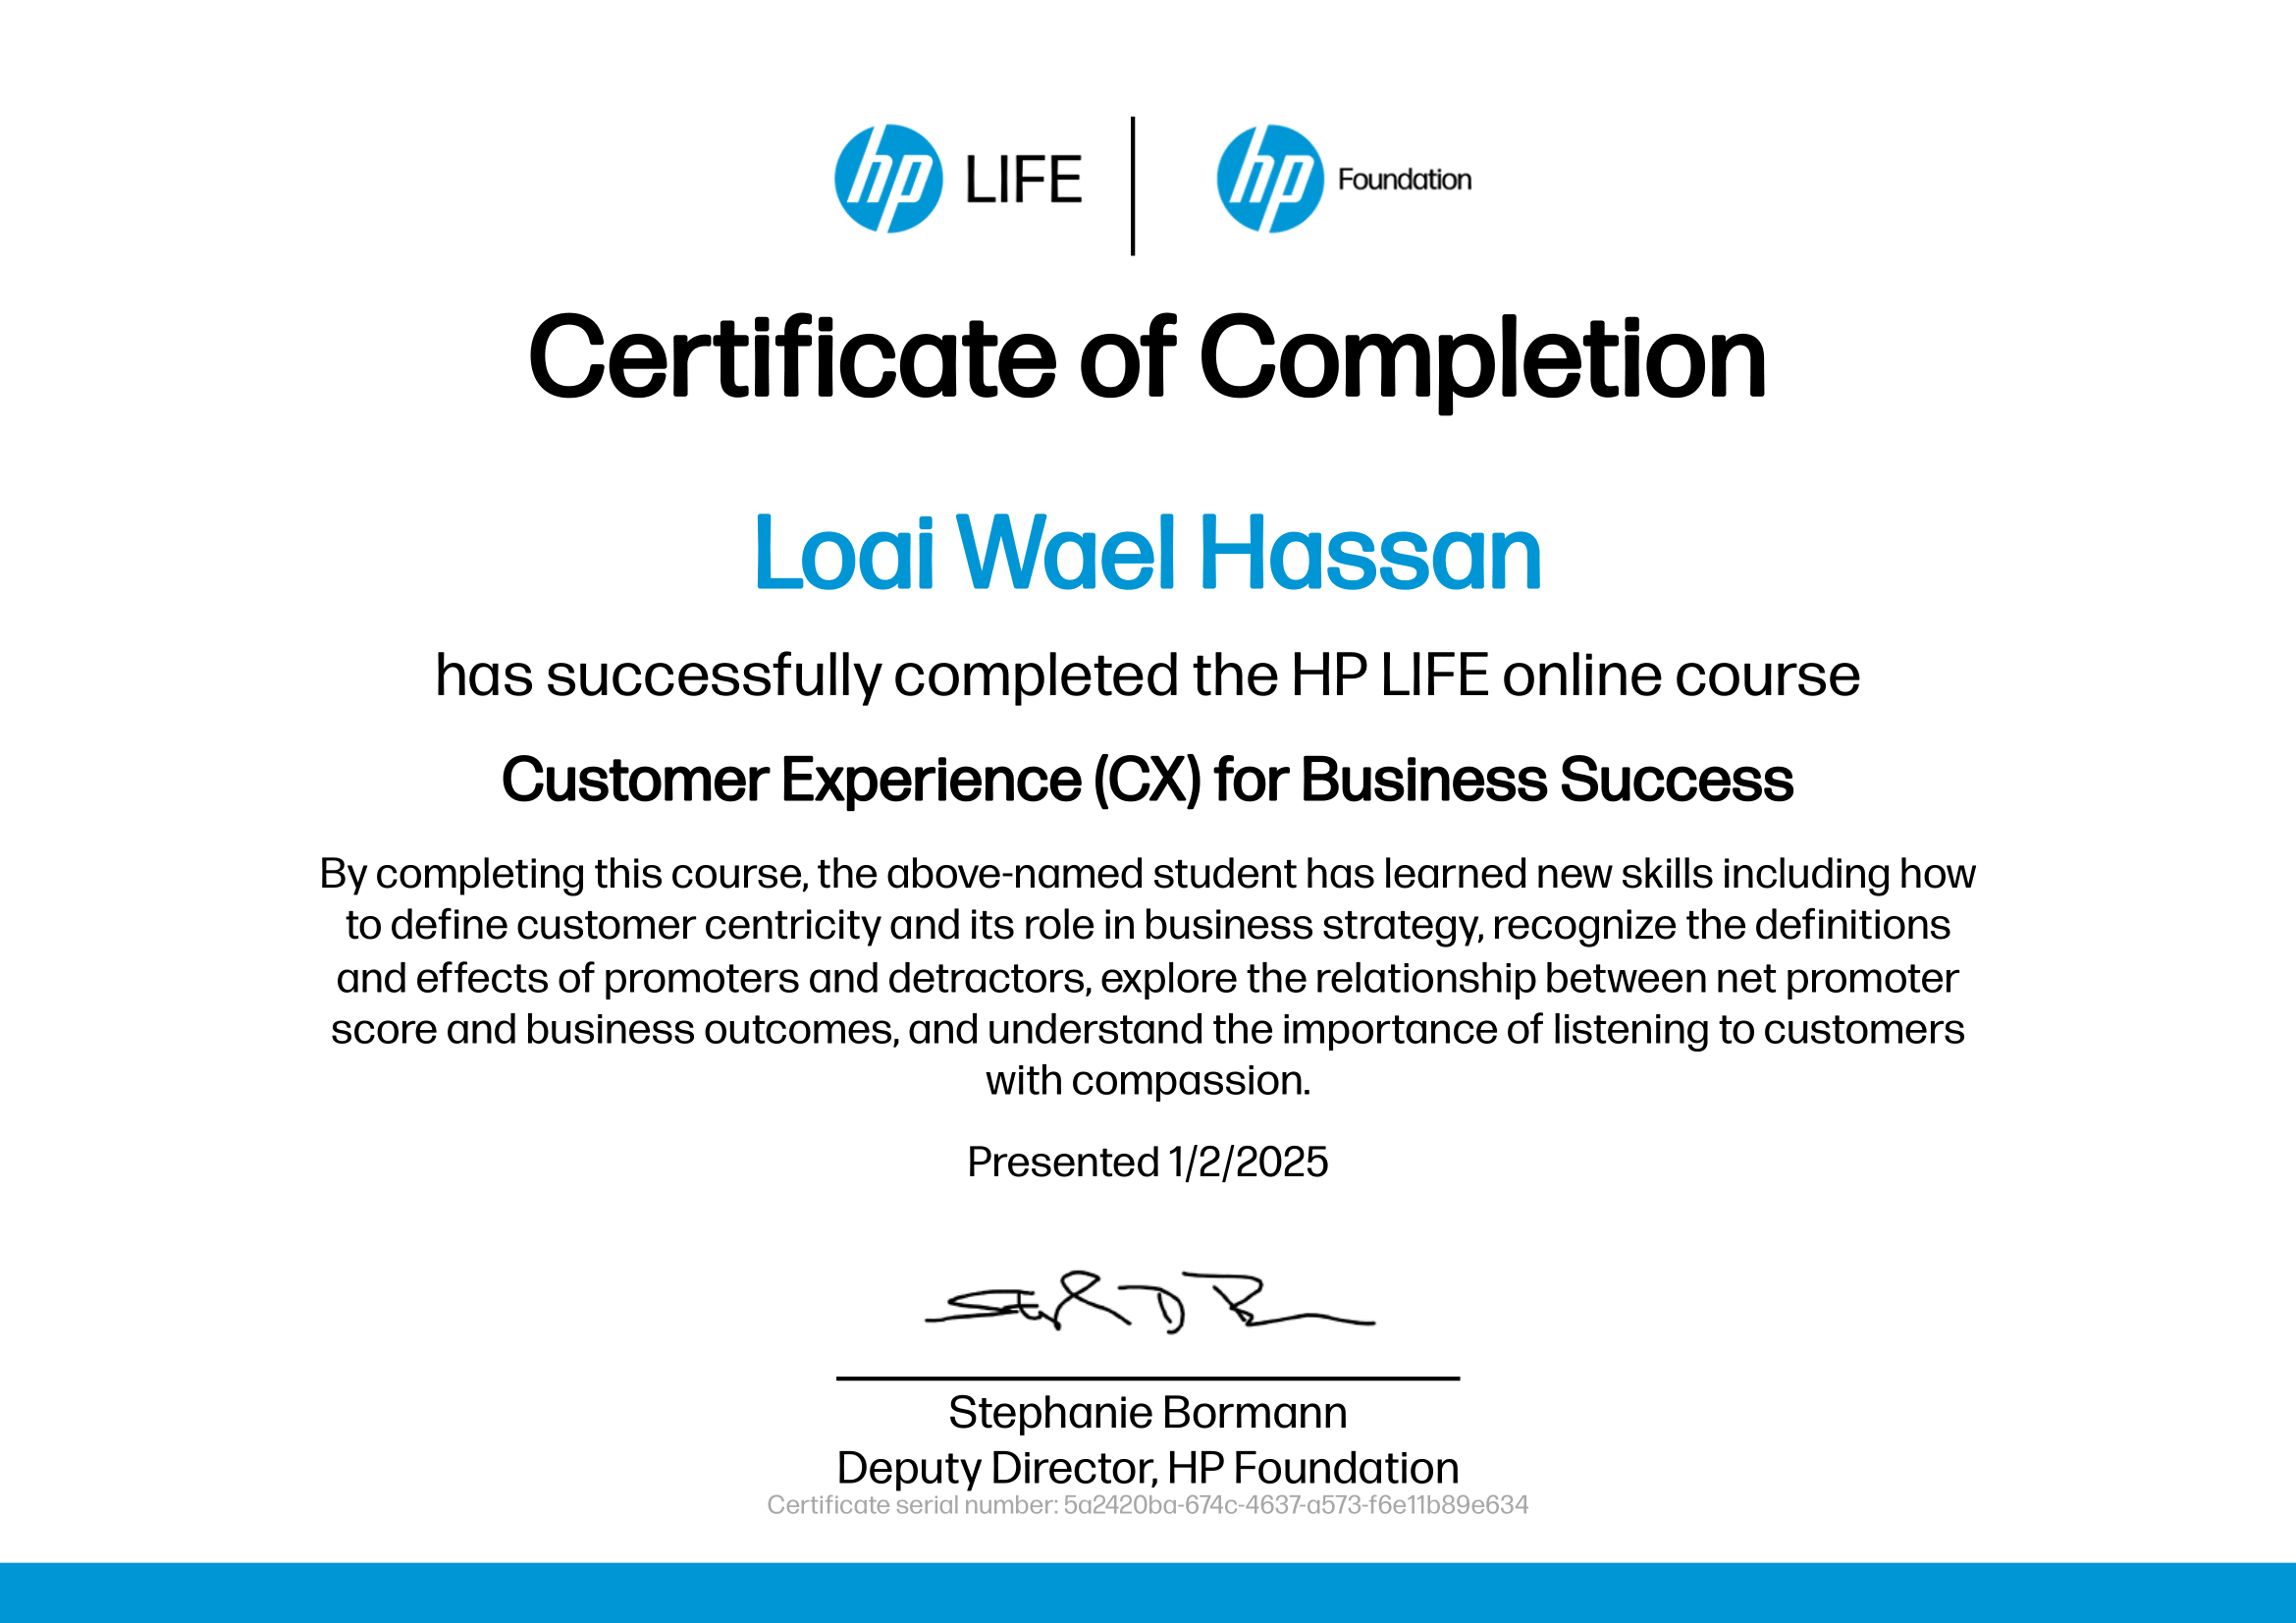 hp LIFE | hp Foundation
Certificate of Completion
Loai Wael Hassan
has successfully completed the HP LIFE online course
Customer Experience (CX) for Business Success
By completing this course, the above-named student has learned new skills including how
to define customer centricity and its role in business strategy, recognize the definitions
and effects of promoters and detractors, explore the relationship between net promoter
score and business outcomes, and understand the importance of listening to customers
with compassion.
Presented 1/2/2025
Stephanie Bormann
Deputy Director, HP Foundation
Certificate serial number: 5a2420ba-674c-4637-a573-f6e11b89e634